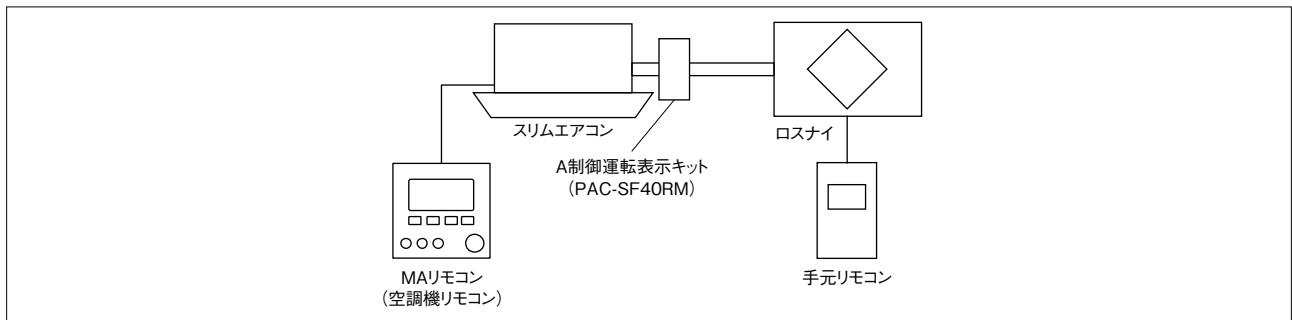 スリムエアコン
ロスナイ
A制御運転表示キット
（PAC-SF40RM）
MAリモコン
（空調機リモコン）
手元リモコン